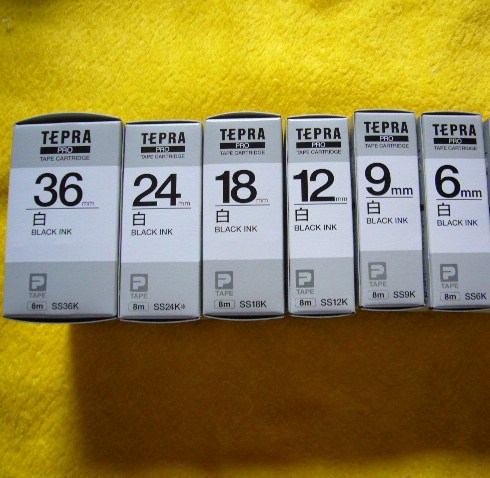 TEPRA
PRO
TAPE CARTRIDGE
36mm
白
BLACK INK
P
TAPE
8m SS36K
TEPRA
PRO
TAPE CARTRIDGE
24mm
白
BLACK INK
P
TAPE
8m SS24K*
TEPRA
PRO
TAPE CARTRIDGE
18mm
白
BLACK INK
P
TAPE
8m SS18K
TEPRA
PRO
TAPE CARTRIDGE
12mm
白
BLACK INK
P
TAPE
8m SS12K
TEPRA
PRO
TAPE CARTRIDGE
9mm
白
BLACK INK
P
TAPE
8m SS9K
TEPRA
PRO
TAPE CARTRIDGE
6mm
白
BLACK INK
P
TAPE
8m SS6K